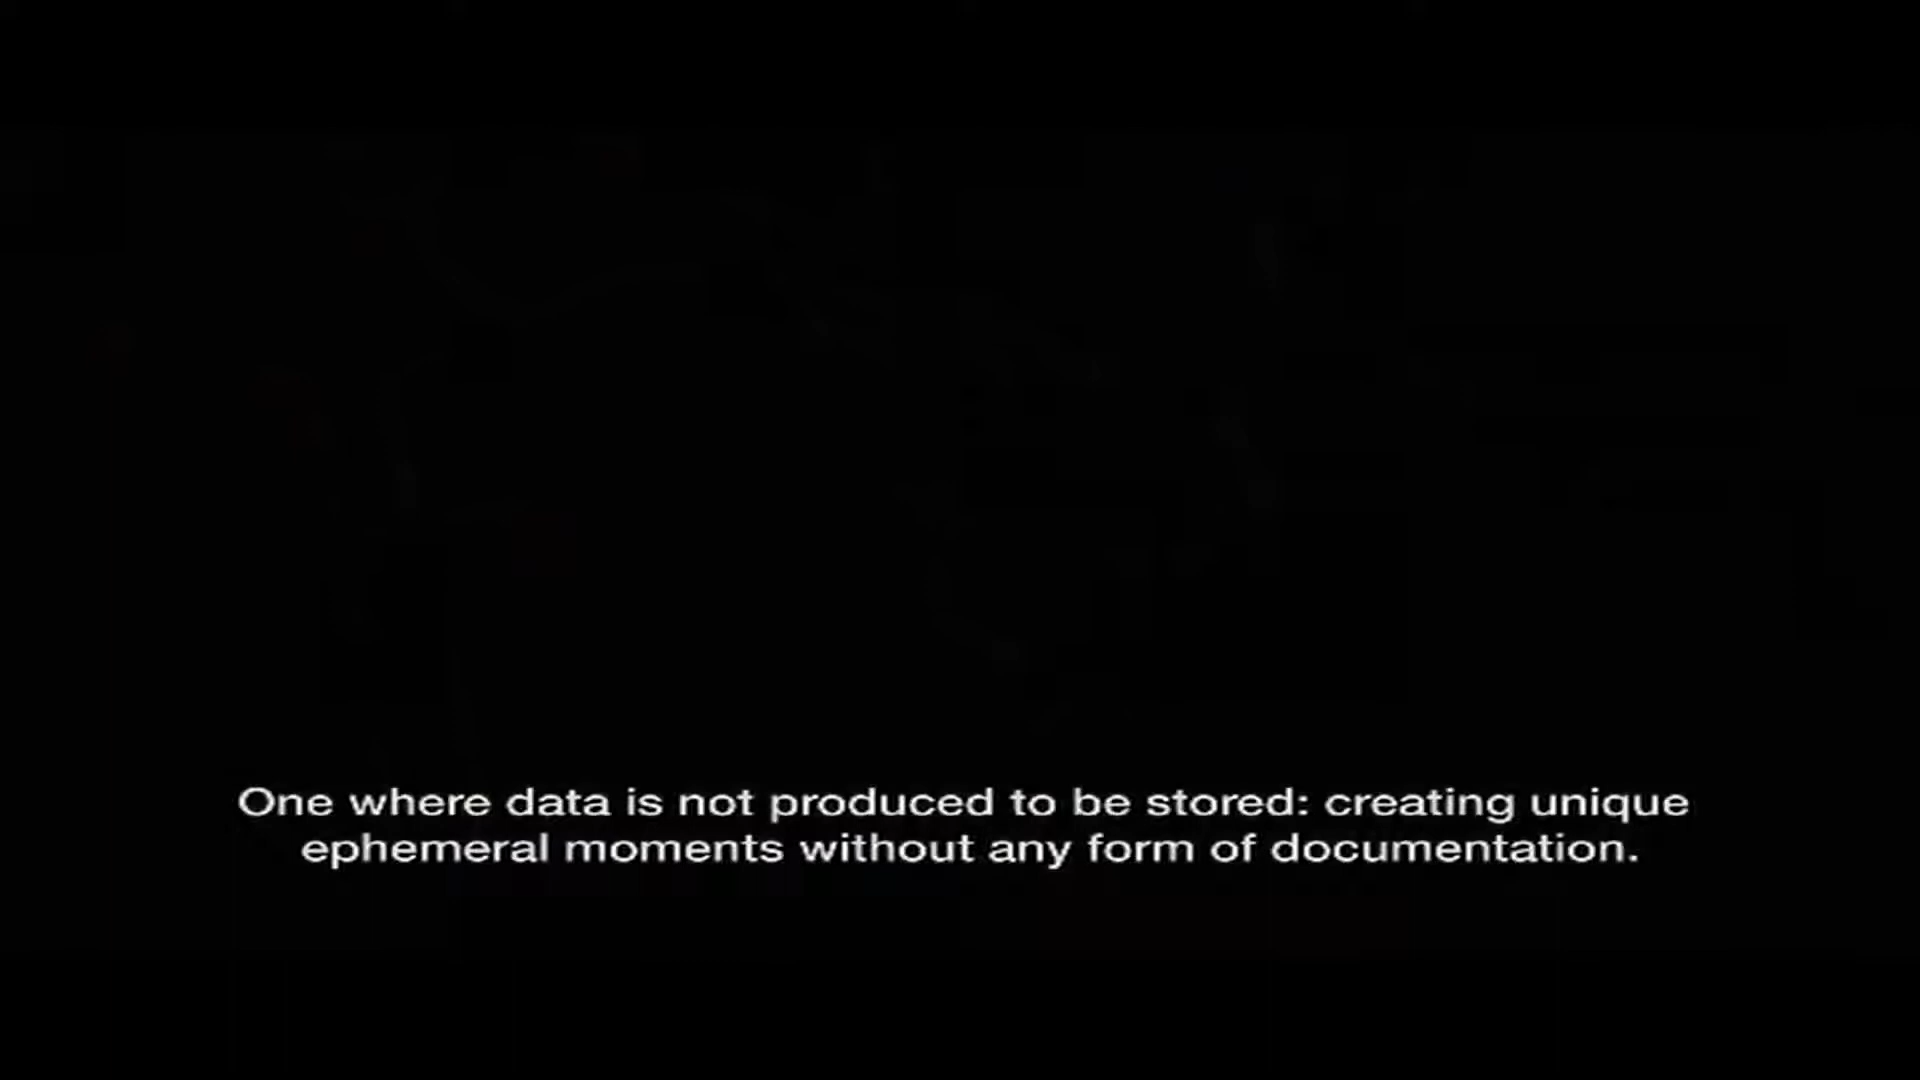 One where data is not produced to be stored: creating unique
ephemeral moments without any form of documentation.